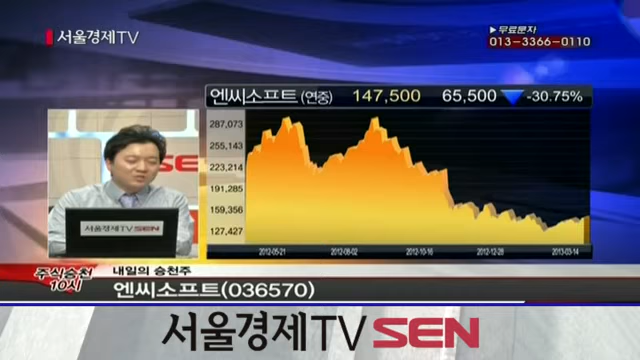 서울경제TV
▶무료문자
013-3366-0110
엔씨소프트 (연중) 147,500 65,500 ▼ -30.75%
287,073
255,143
223,214
191,285
159,356
127,427
2012-05-21 2012-08-02 2012-10-16 2012-12-28 2013-03-14
SEN
서울경제TV SEN
주식승천
10시
내일의 승천주
엔씨소프트(036570)
서울경제TV SEN